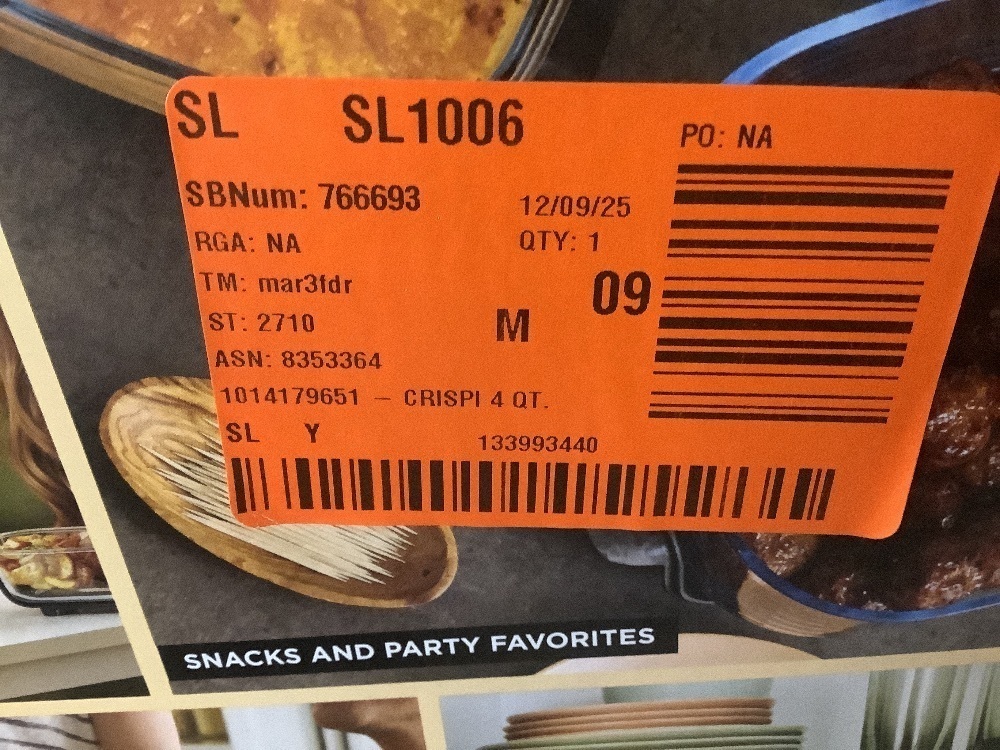 SL SL1006 PO: NA
SBNum: 766693 12/09/25
RGA: NA QTY: 1
TM: mar3fdr 09
ST: 2710 M
ASN: 8353364
1014179651 – CRISPI 4 QT.
SL Y 133993440
SNACKS AND PARTY FAVORITES